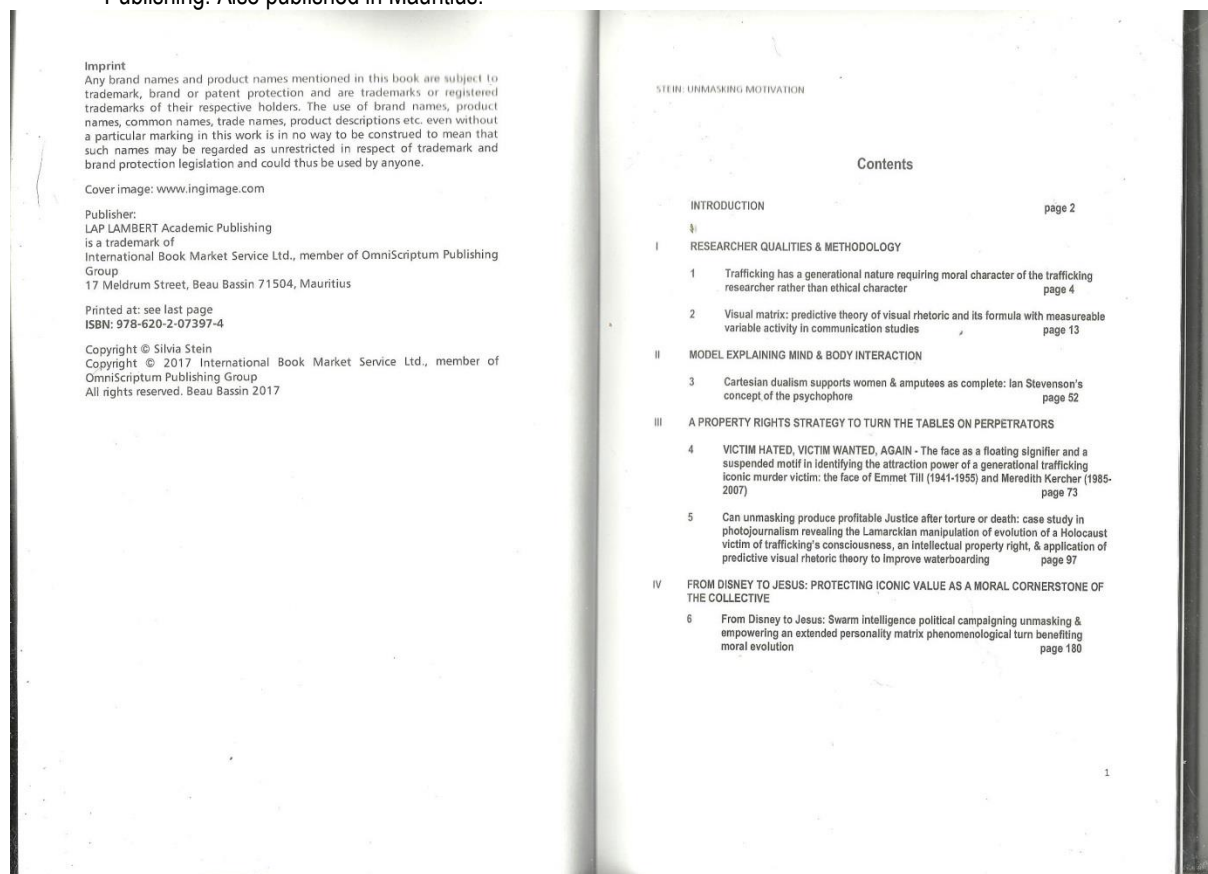 Publishing. Also published in Mauritius.
Imprint
Any brand names and product names mentioned in this book are subject to
trademark, brand or patent protection and are trademarks or registered
trademarks of their respective holders. The use of brand names, product
names, common names, trade names, product descriptions etc. even without
a particular marking in this work is in no way to be construed to mean that
such names may be regarded as unrestricted in respect of trademark and
brand protection legislation and could thus be used by anyone.
Cover image: www.ingimage.com
Publisher:
LAP LAMBERT Academic Publishing
is a trademark of
International Book Market Service Ltd., member of OmniScriptum Publishing
Group
17 Meldrum Street, Beau Bassin 71504, Mauritius
Printed at: see last page
ISBN: 978-620-2-07397-4
Copyright © Silvia Stein
Copyright © 2017 International Book Market Service Ltd., member of
OmniScriptum Publishing Group
All rights reserved. Beau Bassin 2017
STEIN: UNMASKING MOTIVATION
Contents
INTRODUCTION page 2
I RESEARCHER QUALITIES & METHODOLOGY
1 Trafficking has a generational nature requiring moral character of the trafficking
researcher rather than ethical character page 4
2 Visual matrix: predictive theory of visual rhetoric and its formula with measureable
variable activity in communication studies page 13
II MODEL EXPLAINING MIND & BODY INTERACTION
3 Cartesian dualism supports women & amputees as complete: Ian Stevenson's
concept of the psychophore page 52
III A PROPERTY RIGHTS STRATEGY TO TURN THE TABLES ON PERPETRATORS
4 VICTIM HATED, VICTIM WANTED, AGAIN - The face as a floating signifier and a
suspended motif in identifying the attraction power of a generational trafficking
iconic murder victim: the face of Emmet Till (1941-1955) and Meredith Kercher (1985-
2007) page 73
5 Can unmasking produce profitable Justice after torture or death: case study in
photojournalism revealing the Lamarckian manipulation of evolution of a Holocaust
victim of trafficking's consciousness, an intellectual property right, & application of
predictive visual rhetoric theory to improve waterboarding page 97
IV FROM DISNEY TO JESUS: PROTECTING ICONIC VALUE AS A MORAL CORNERSTONE OF
THE COLLECTIVE
6 From Disney to Jesus: Swarm intelligence political campaigning unmasking &
empowering an extended personality matrix phenomenological turn benefiting
moral evolution page 180
1